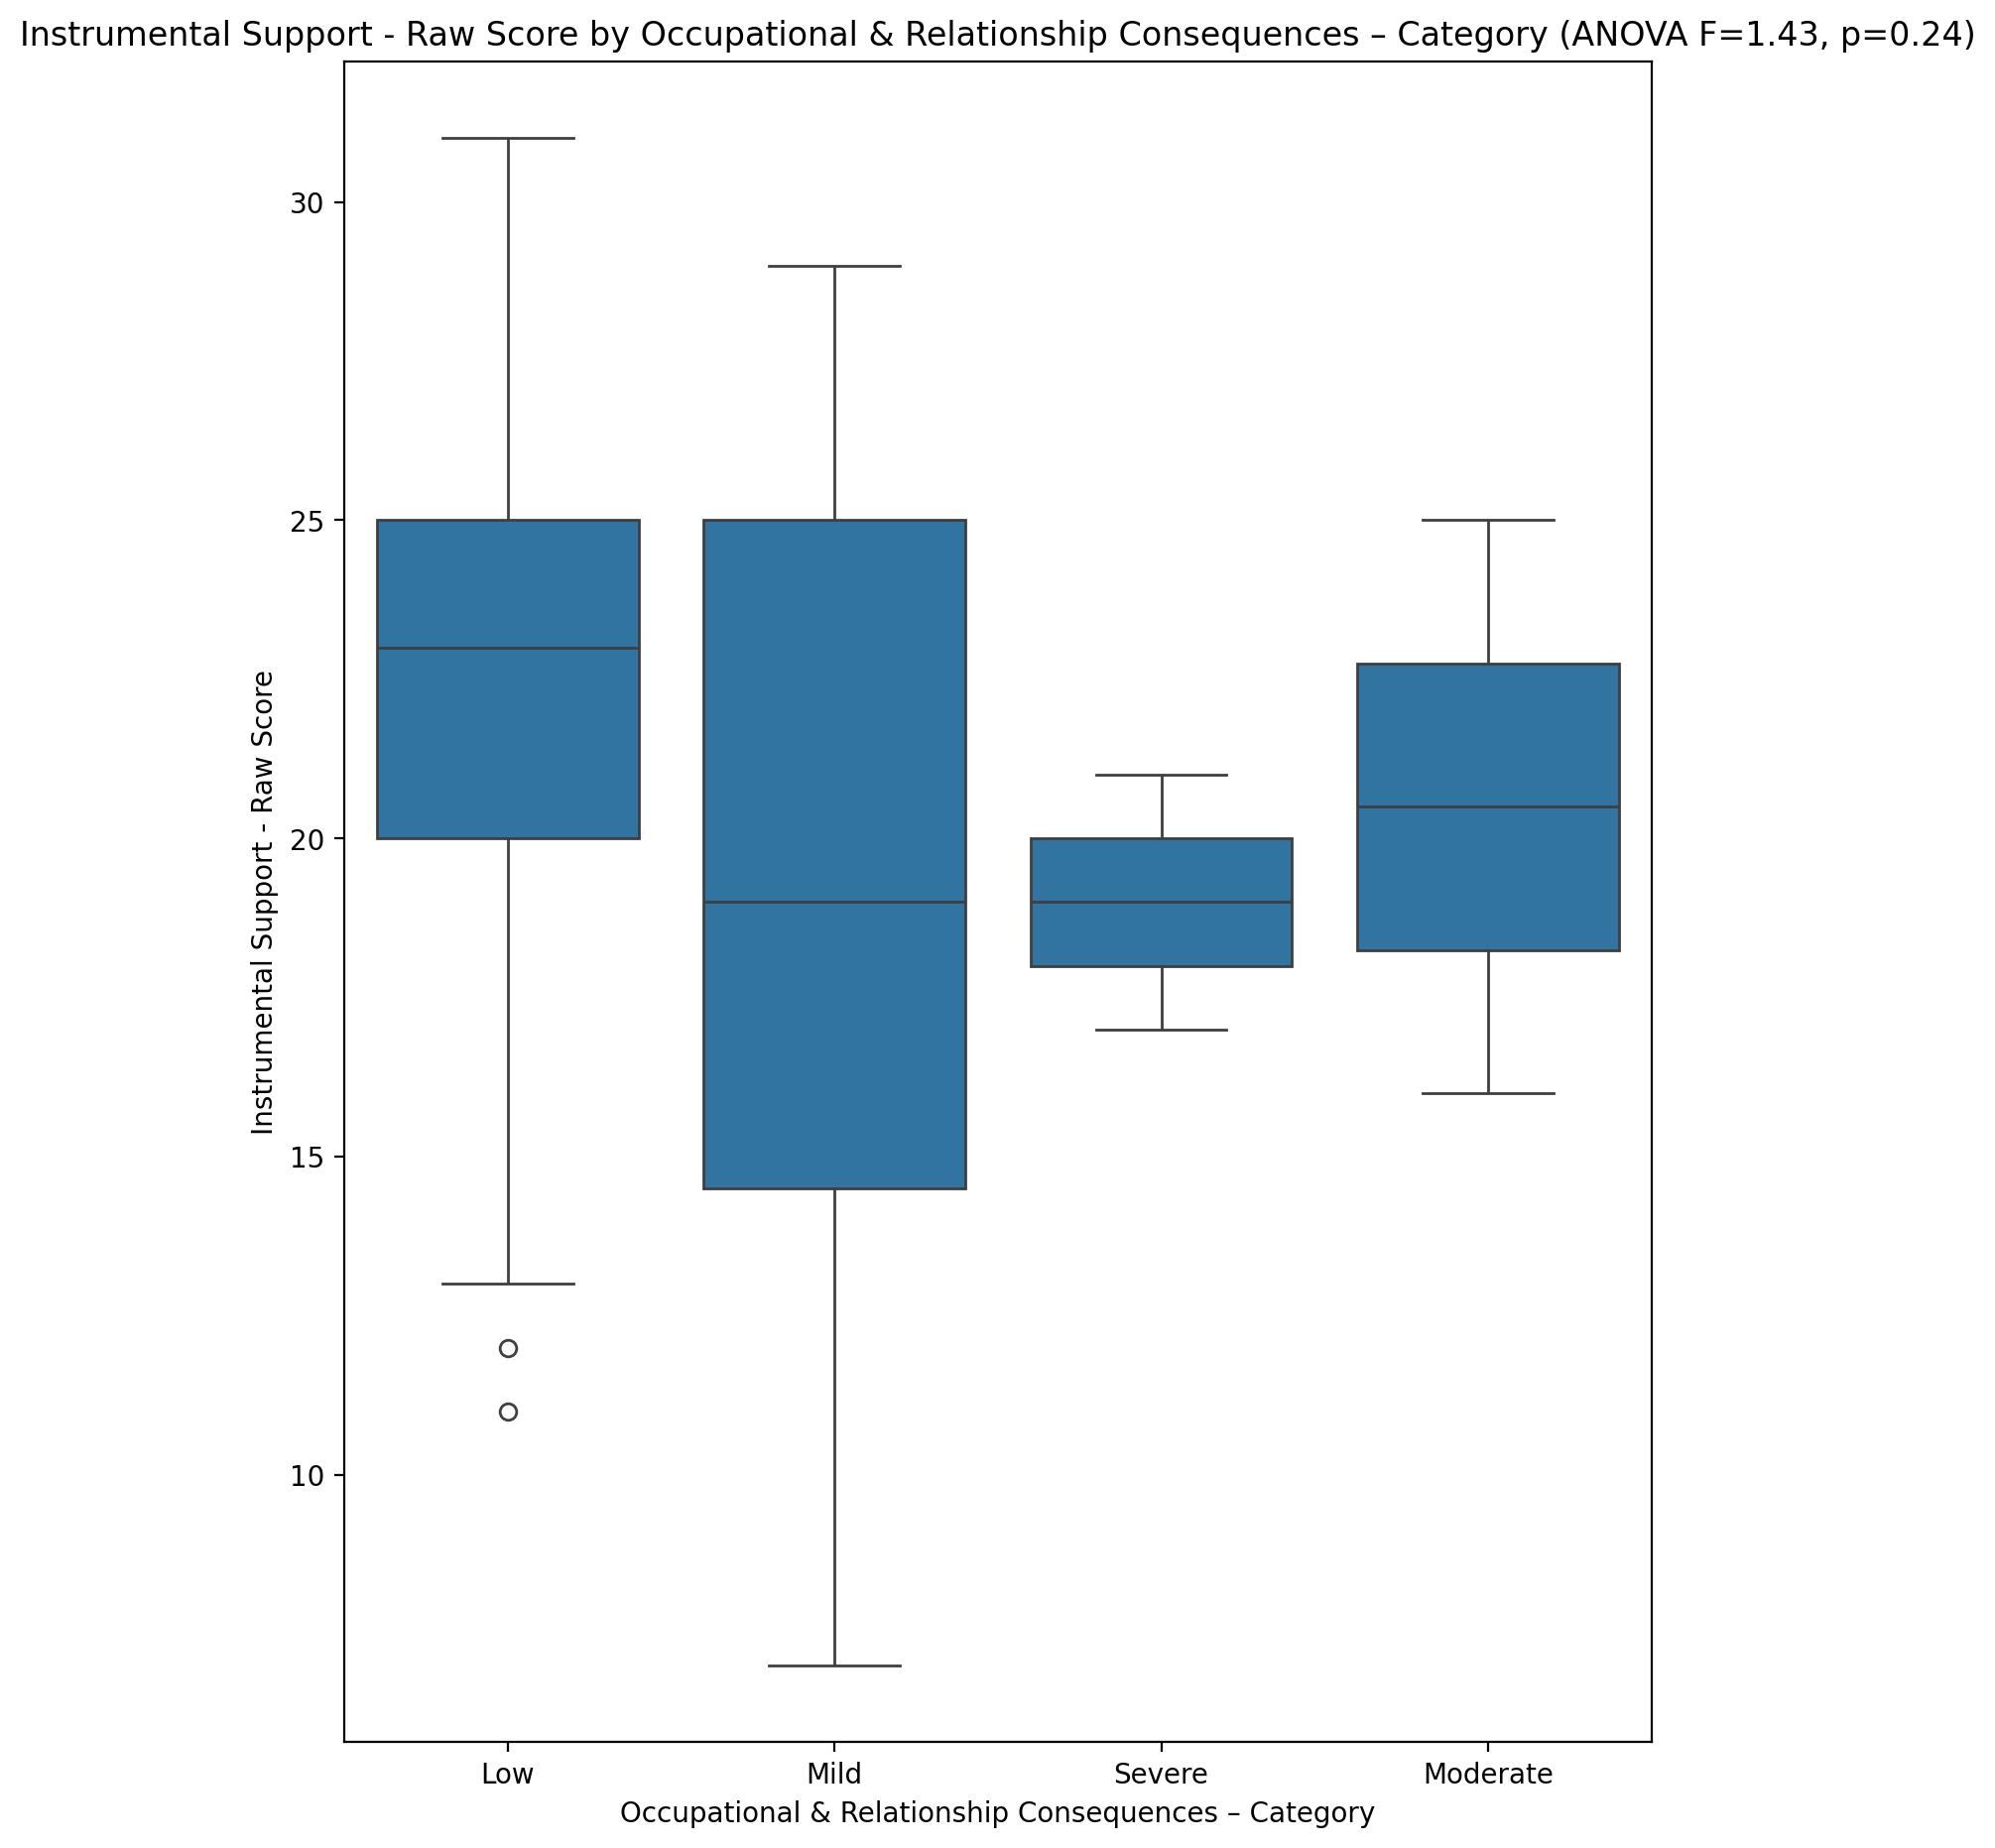 Instrumental Support - Raw Score by Occupational & Relationship Consequences – Category (ANOVA F=1.43, p=0.24)
Instrumental Support - Raw Score
30
25
20
15
10
Low Mild Severe Moderate
Occupational & Relationship Consequences – Category